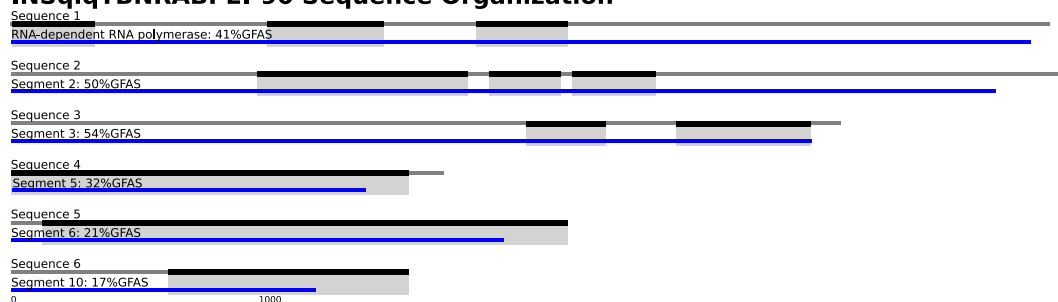 Sequence Organization
Sequence 1
RNA-dependent RNA polymerase: 41%GFAS
Sequence 2
Segment 2: 50%GFAS
Sequence 3
Segment 3: 54%GFAS
Sequence 4
Segment 5: 32%GFAS
Sequence 5
Segment 6: 21%GFAS
Sequence 6
Segment 10: 17%GFAS
0 1000